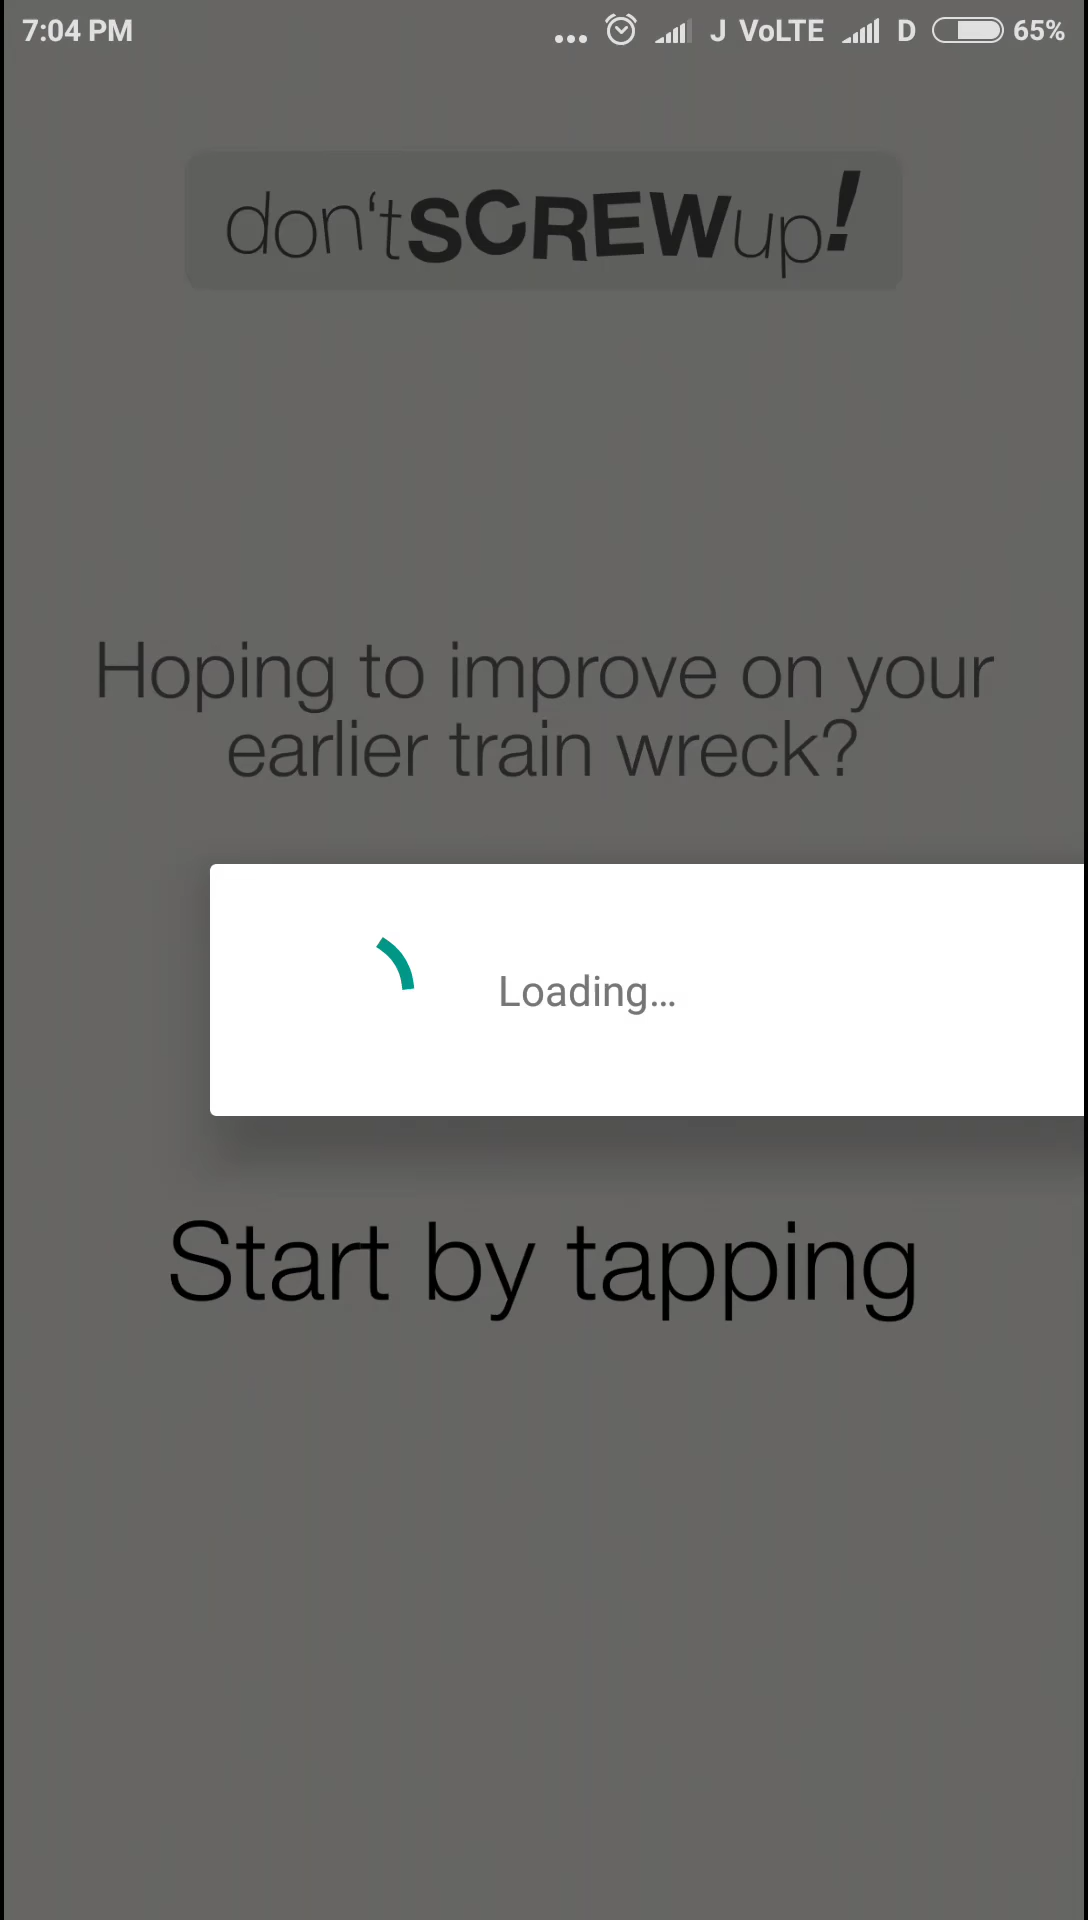 7:04 PM ... J VoLTE D 65%
don'tSCREWup!
Hoping to improve on your
earlier train wreck?
Loading...
Start by tapping